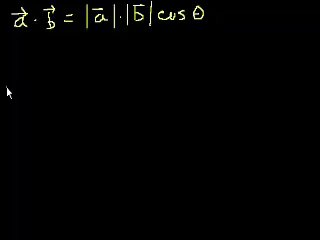 a⃗ · b⃗ = |a⃗| · |b⃗| cos θ